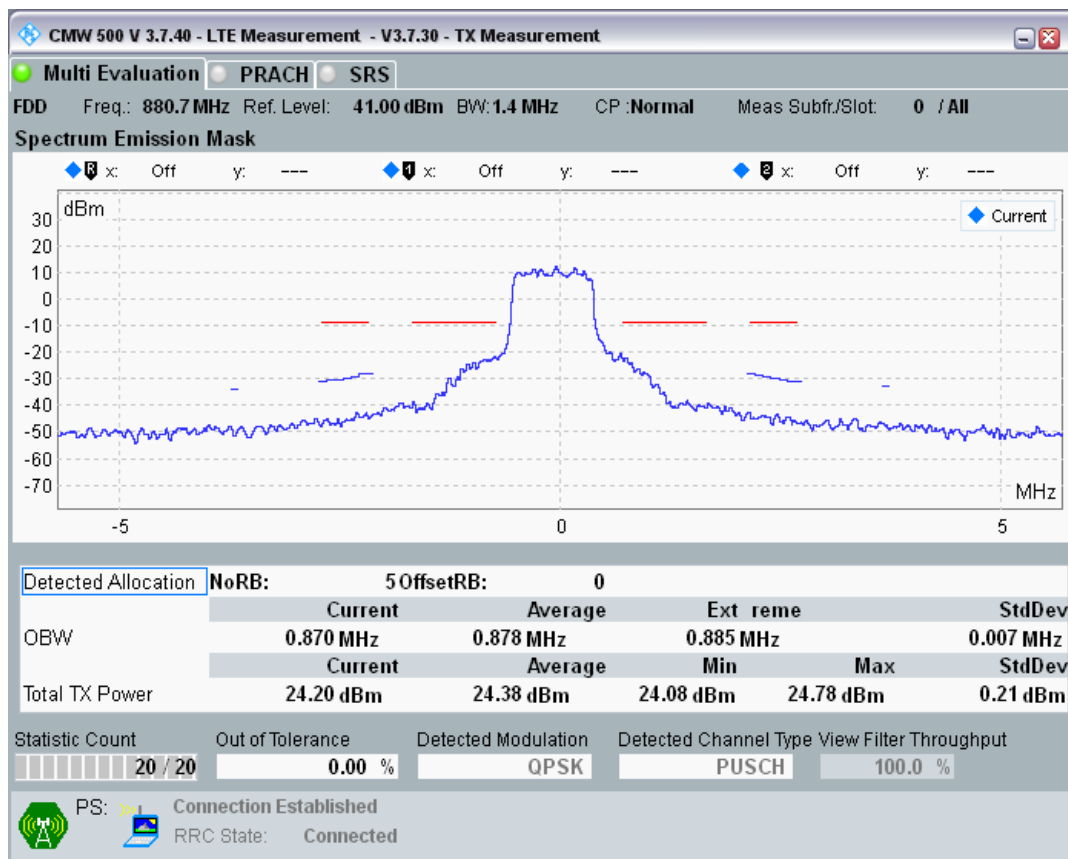 CMW 500 V 3.7.40 - LTE Measurement - V3.7.30 - TX Measurement
Multi Evaluation PRACH SRS
FDD Freq.: 880.7 MHz Ref. Level: 41.00 dBm BW: 1.4 MHz CP :Normal Meas Subfr./Slot: 0 / All
Spectrum Emission Mask
R x: Off y: --- 1 x: Off y: --- 2 x: Off y: ---
dBm
Current
30
20
10
0
-10
-20
-30
-40
-50
-60
-70
MHz
-5 0 5
Detected Allocation NoRB: 5 OffsetRB: 0
Current Average Ext reme StdDev
OBW 0.870 MHz 0.878 MHz 0.885 MHz 0.007 MHz
Current Average Min Max StdDev
Total TX Power 24.20 dBm 24.38 dBm 24.08 dBm 24.78 dBm 0.21 dBm
Statistic Count Out of Tolerance Detected Modulation Detected Channel Type View Filter Throughput
20 / 20 0.00 % QPSK PUSCH 100.0 %
PS: Connection Established
RRC State: Connected